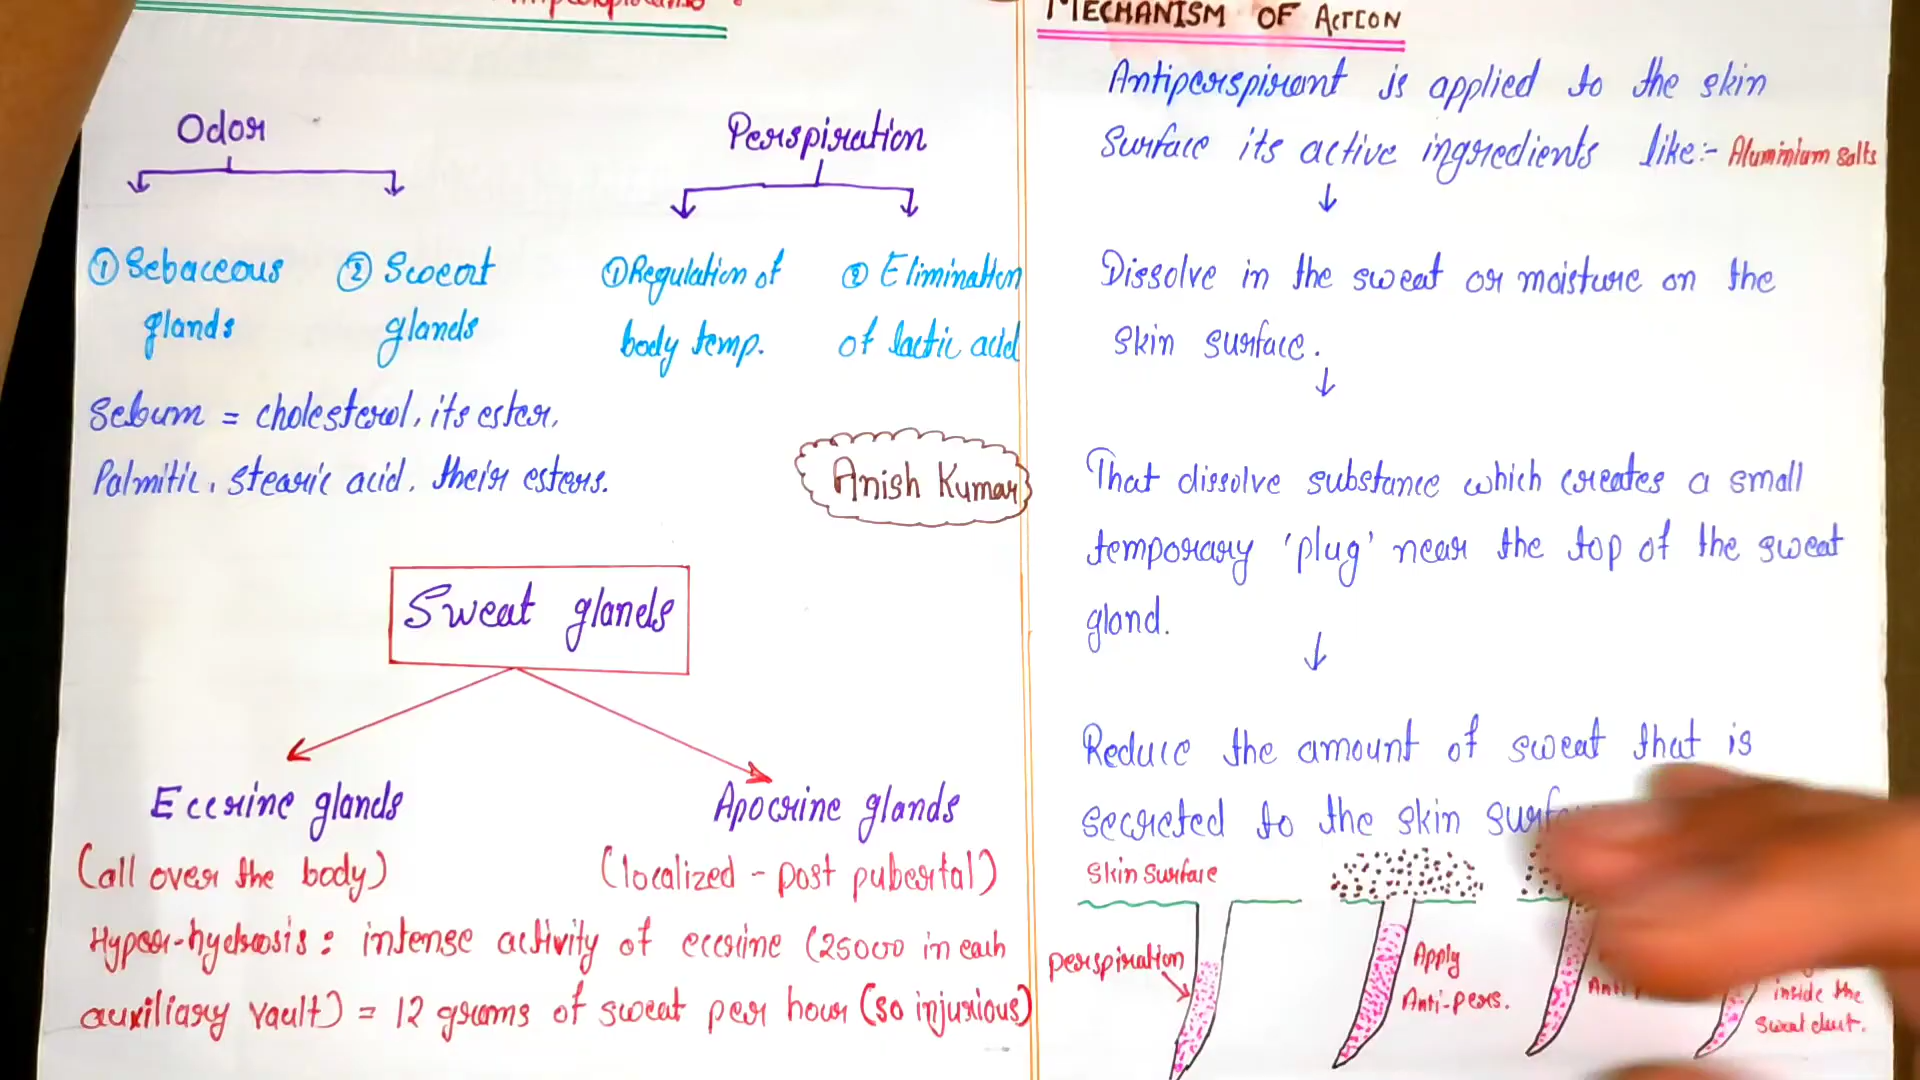 Odor
Perspiration
① Sebaceous glands
② Sweat glands
① Regulation of body temp.
② Elimination of lactic acid
Sebum = cholesterol, its ester,
Palmitic, stearic acid, their esters.
Anish Kumar
Sweat glands
Eccrine glands
Apocrine glands
(all over the body)
(localized - post pubertal)
Hyper-hydrosis: intense activity of eccrine (25000 in each
auxiliary vault) = 12 grams of sweat per hour (so injurious)
MECHANISM OF ACTION
Antiperspirant is applied to the skin
Surface its active ingredients like:- Aluminium salts
Dissolve in the sweat or moisture on the
skin surface.
That dissolve substance which creates a small
temporary 'plug' near the top of the sweat
gland.
Reduce the amount of sweat that is
secreted to the skin
Skin surface
perspiration
Apply
Anti-pers.
inside the
Sweat duct.